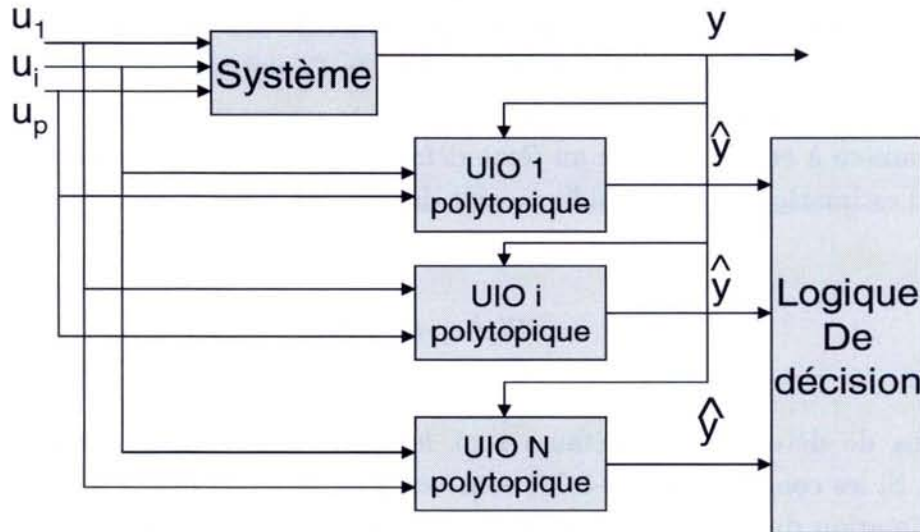 u₁
uᵢ
uₚ
Système
y
UIO 1
polytopique
ŷ
UIO i
polytopique
ŷ
UIO N
polytopique
ŷ
Logique
De
décision